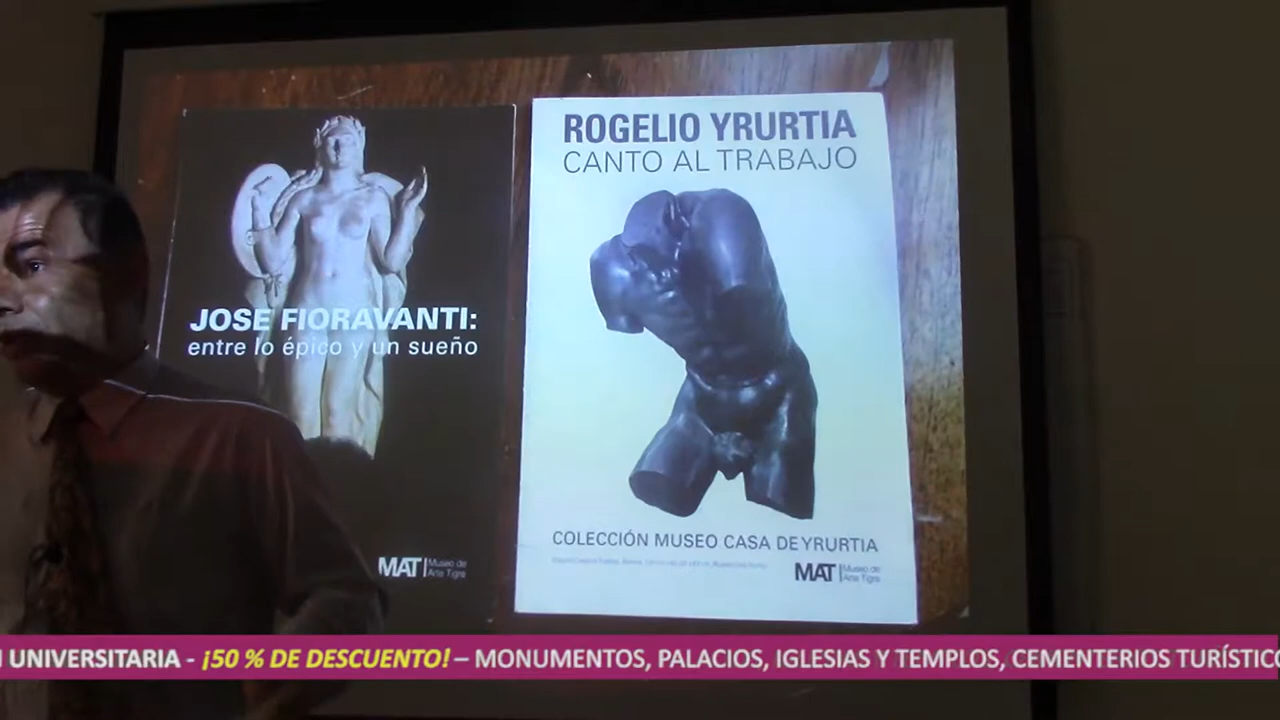 JOSE FIORAVANTI:
entre lo épico y un sueño
MAT Museo de
Arte Tigre
ROGELIO YRURTIA
CANTO AL TRABAJO
COLECCIÓN MUSEO CASA DE YRURTIA
MAT Museo de
Arte Tigre
UNIVERSITARIA - ¡50 % DE DESCUENTO! – MONUMENTOS, PALACIOS, IGLESIAS Y TEMPLOS, CEMENTERIOS TURÍSTICO